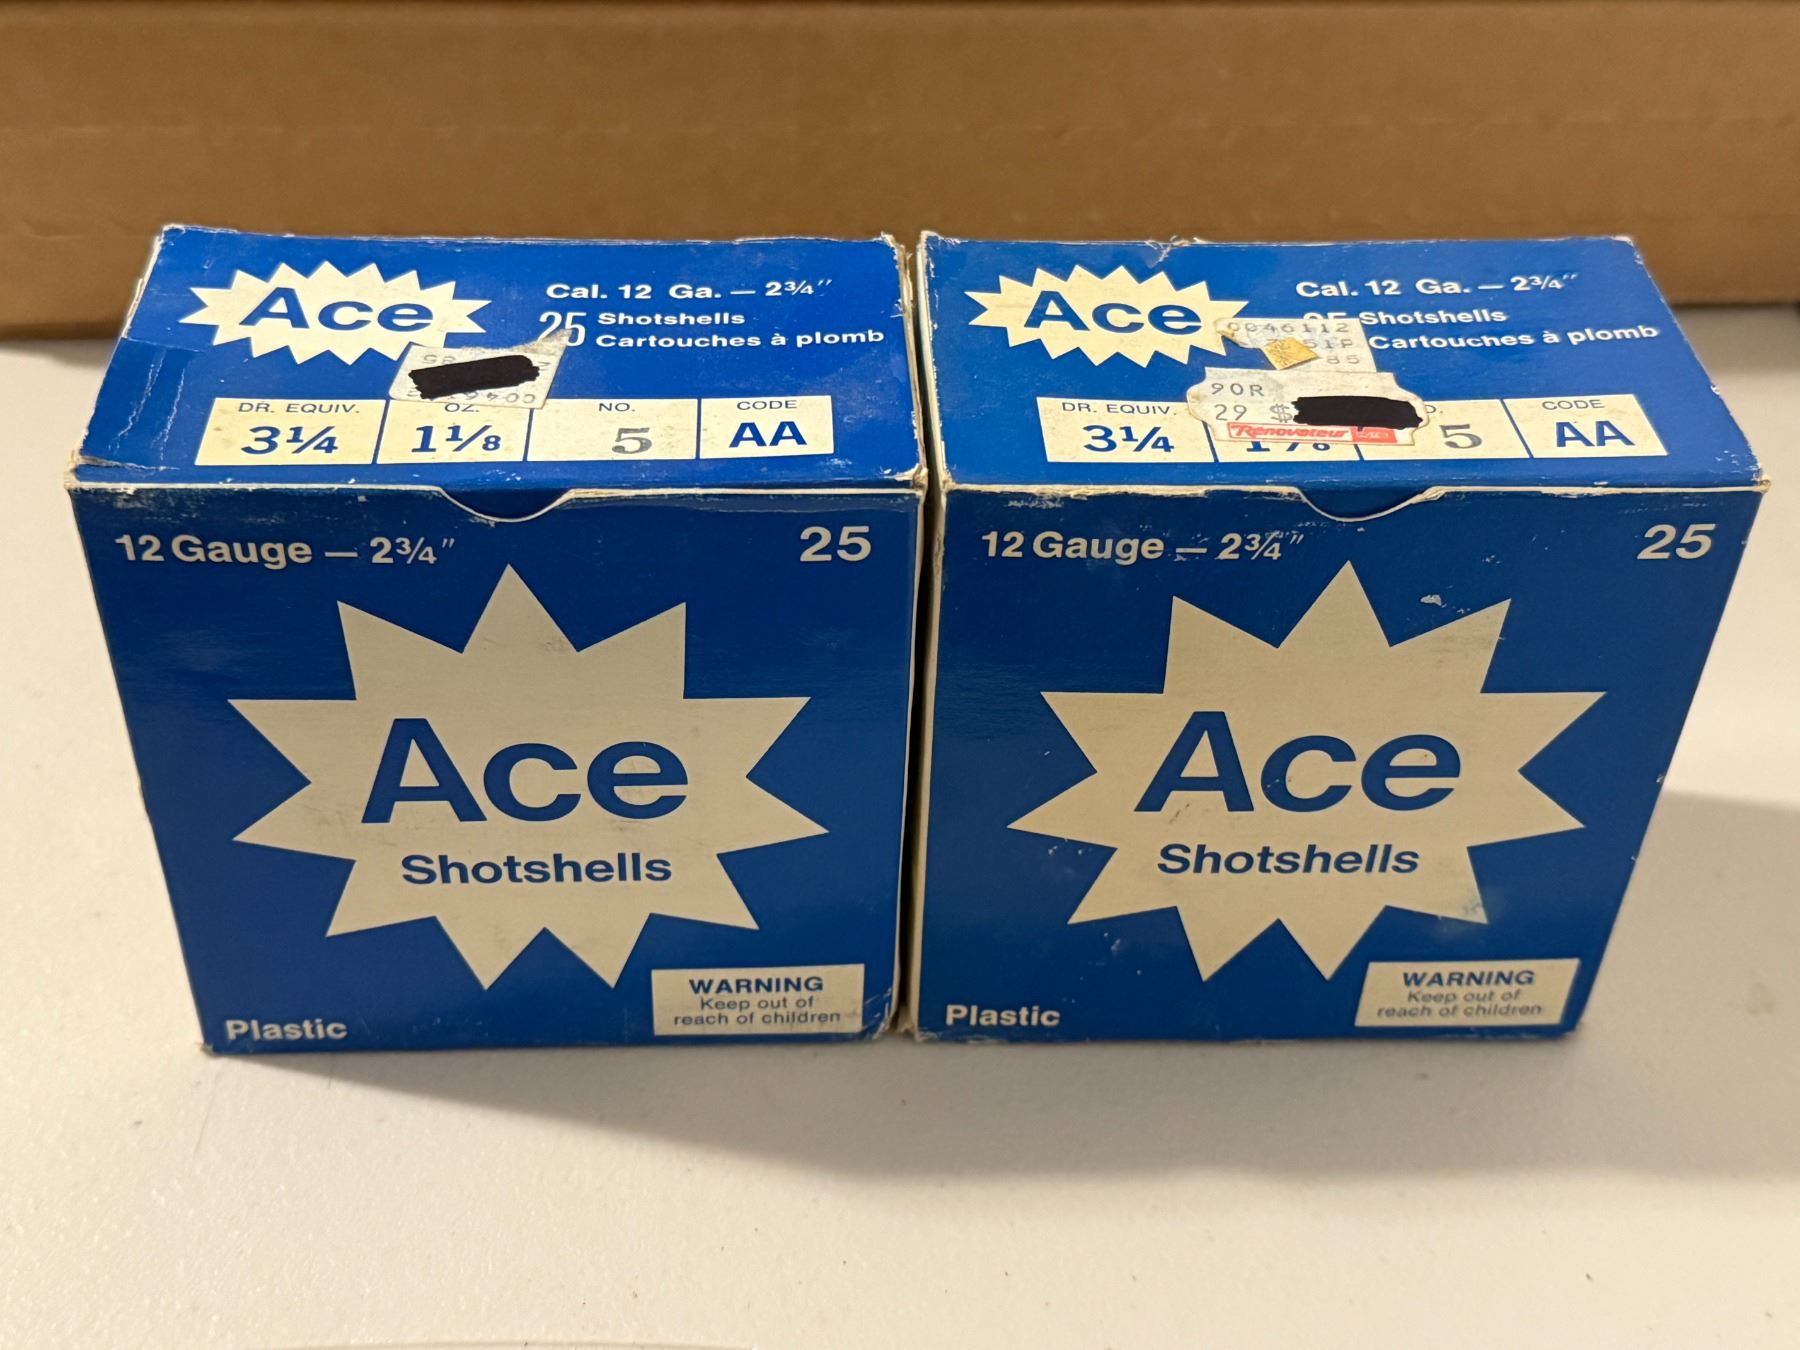 Ace
Cal. 12 Ga. — 2¾"
25 Shotshells
Cartouches à plomb
DR. EQUIV.
OZ.
NO.
CODE
3¼
1⅛
5
AA
12 Gauge — 2¾"
25
Ace
Shotshells
Plastic
WARNING
Keep out of
reach of children
Ace
Cal. 12 Ga. — 2¾"
Shotshells
Cartouches à plomb
0046112
85
90R
29
Rénovateur
DR. EQUIV.
CODE
3¼
5
AA
12 Gauge — 2¾"
25
Ace
Shotshells
Plastic
WARNING
Keep out of
reach of children